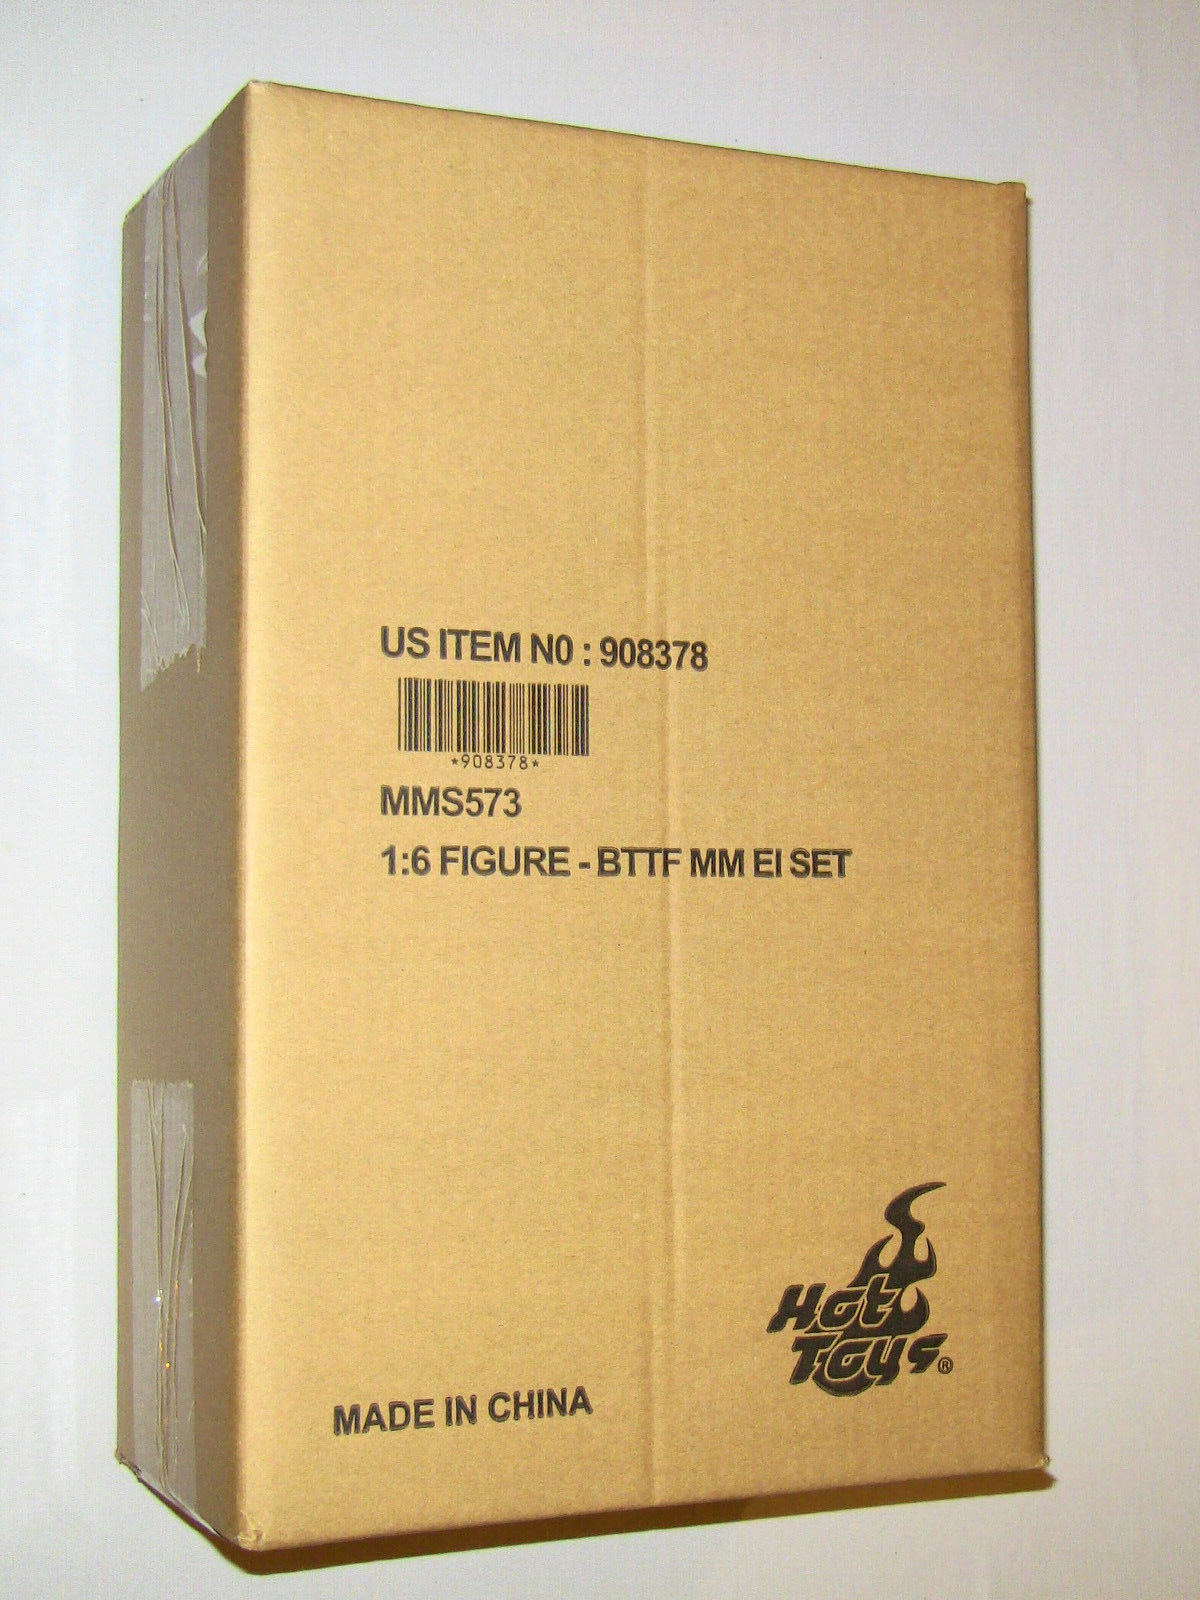 US ITEM N0 : 908378
*908378*
MMS573
1:6 FIGURE - BTTF MM EI SET
Hot
Toys®
MADE IN CHINA